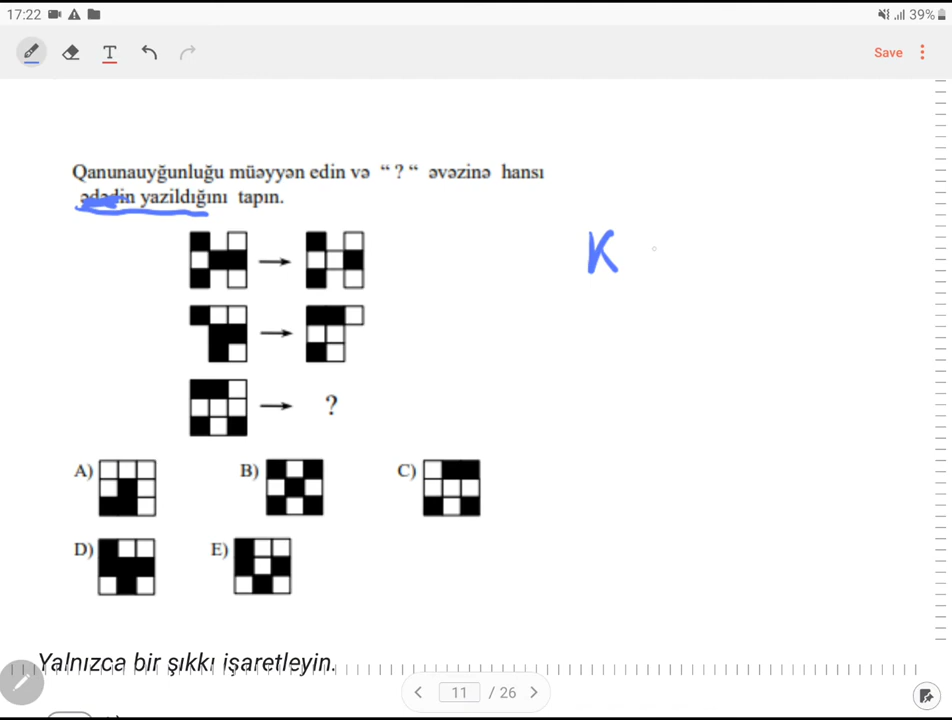 17:22 39%
T Save
Qanunauyğunluğu müəyyən edin və “ ? “ əvəzinə hansı
ədədin yazildığını tapın.
K
?
A) B) C)
D) E)
Yalnızca bir şıkkı işaretleyin.
11 / 26